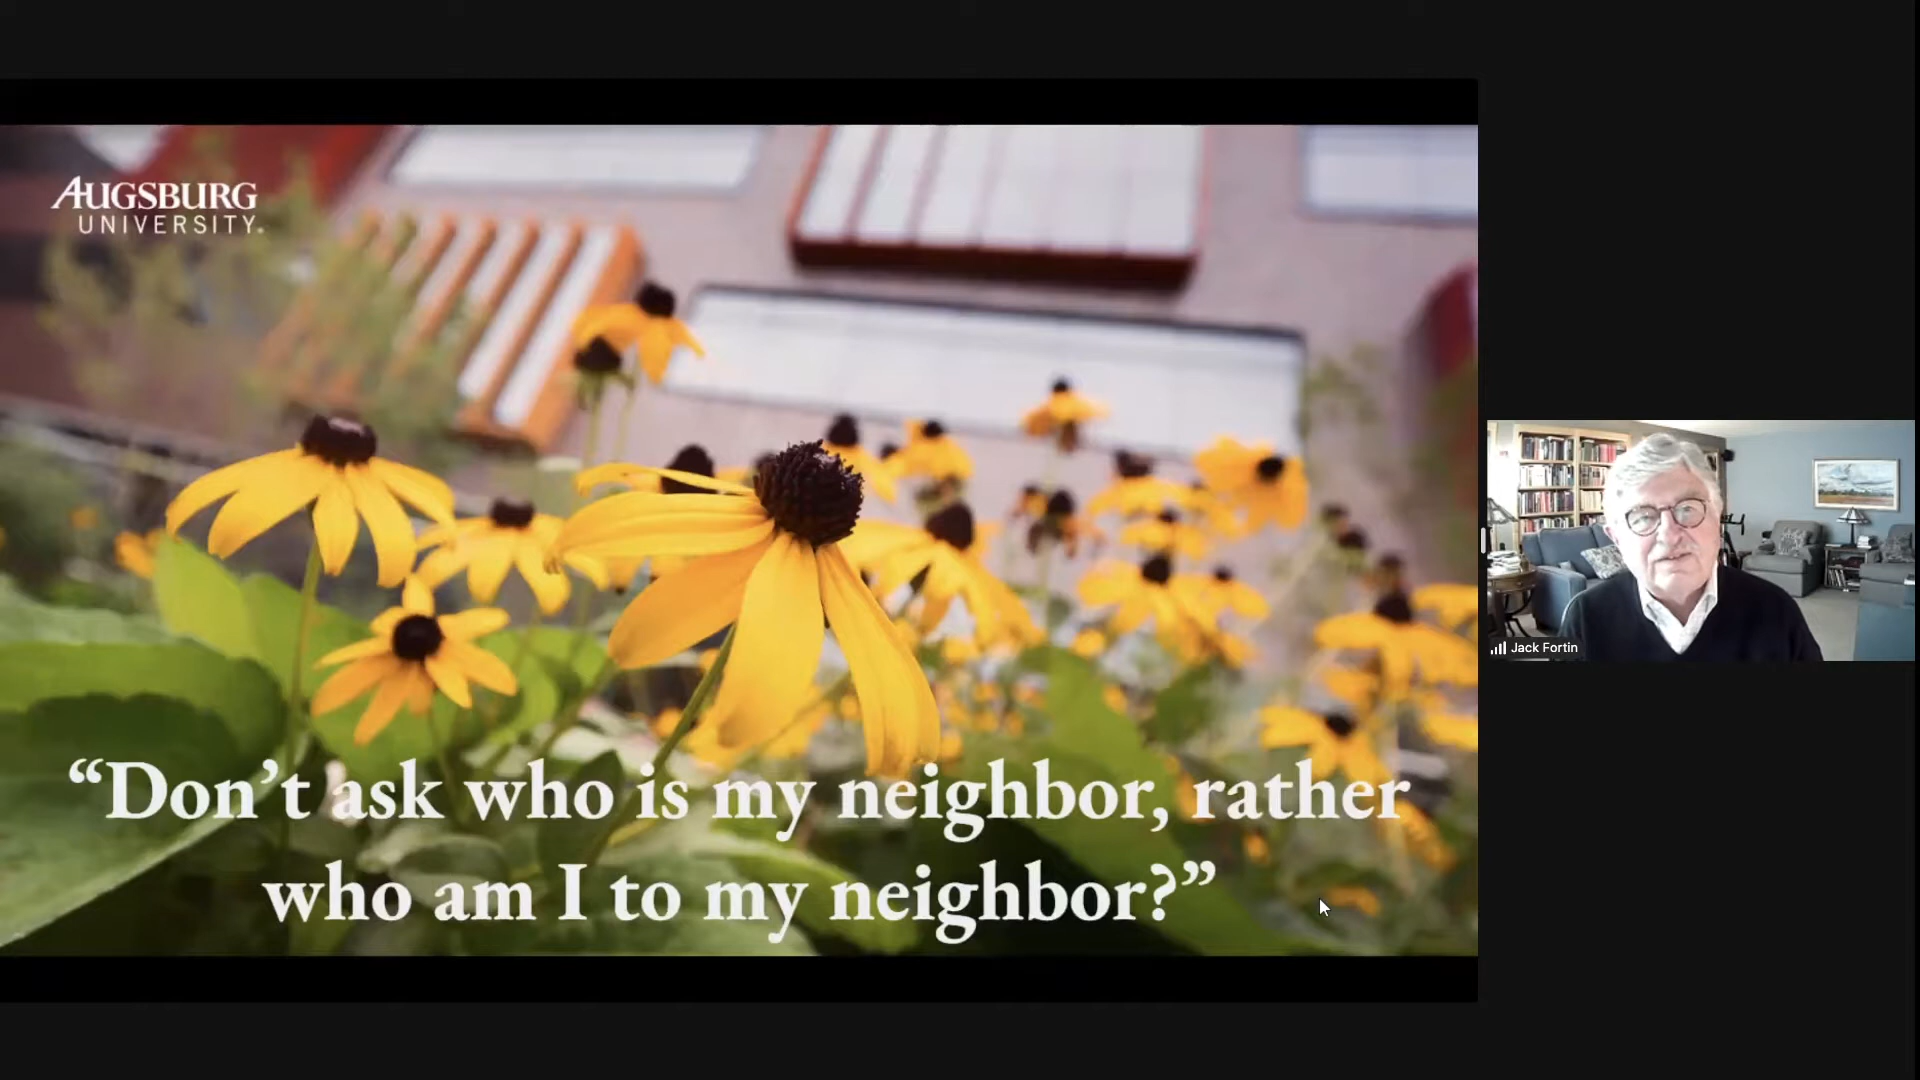 AUGSBURG
UNIVERSITY®
“Don’t ask who is my neighbor, rather
who am I to my neighbor?”
Jack Fortin